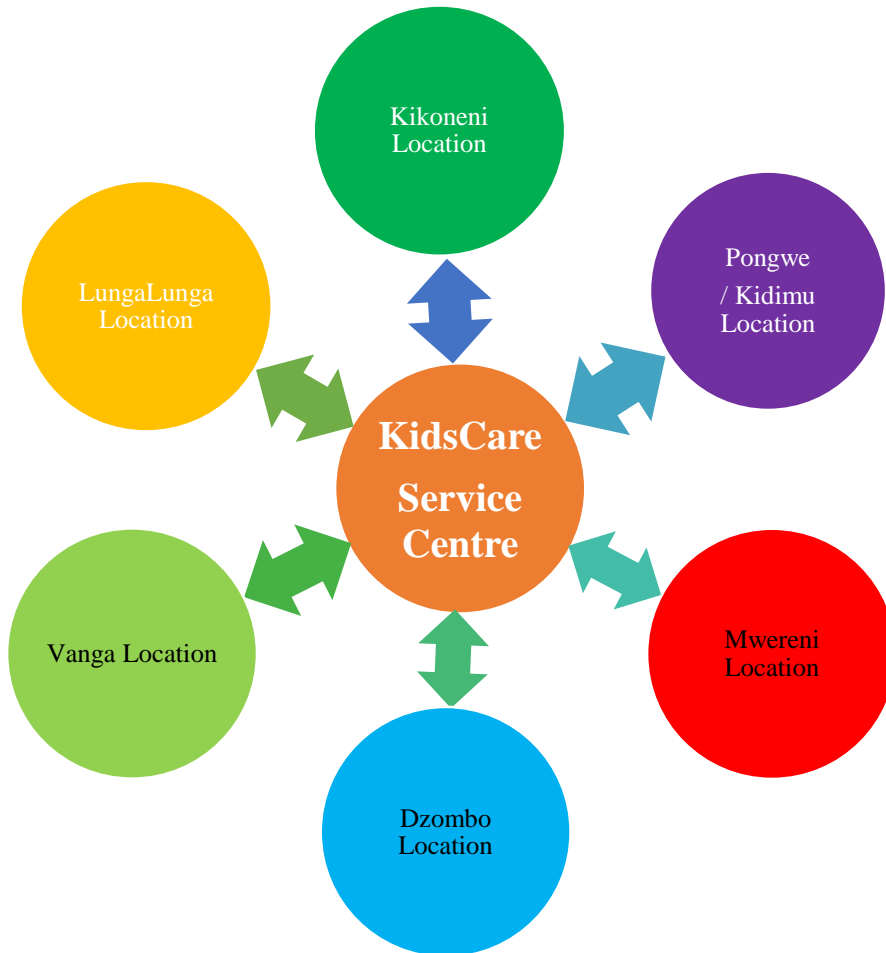 Kikoneni
Location
Pongwe
/ Kidimu
Location
LungaLunga
Location
KidsCare
Service
Centre
Vanga Location
Mwereni
Location
Dzombo
Location